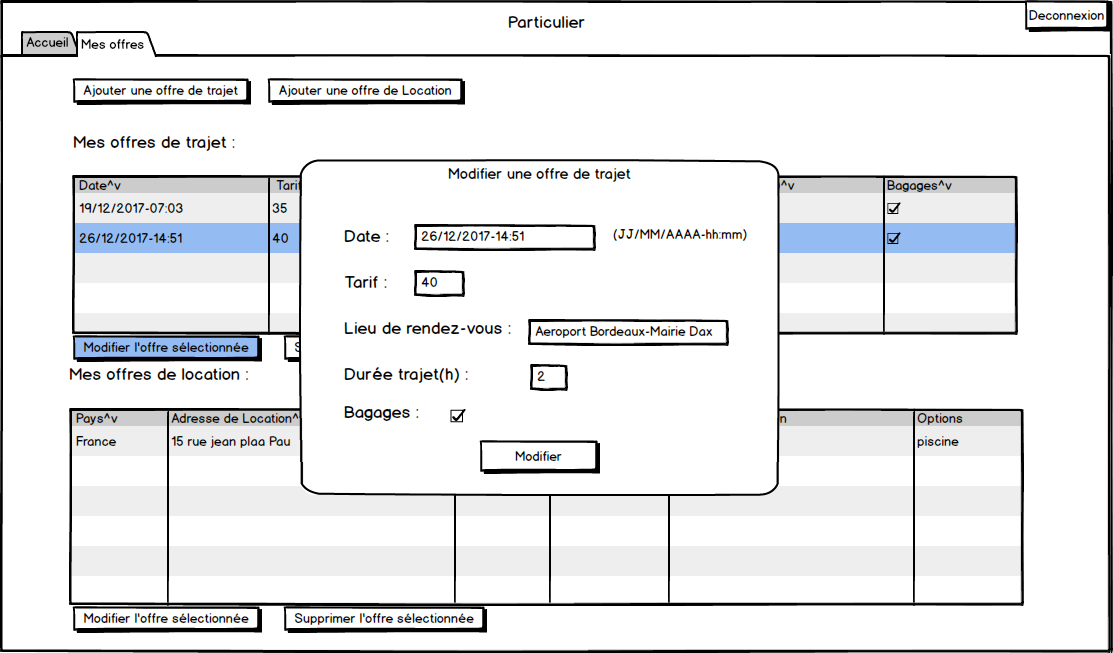 Particulier
Deconnexion
Accueil
Mes offres
Ajouter une offre de trajet
Ajouter une offre de Location
Mes offres de trajet :
Modifier une offre de trajet
Date^v Tarif ^v Bagages^v
19/12/2017-07:03 35
26/12/2017-14:51 40
Date : 26/12/2017-14:51 (JJ/MM/AAAA-hh:mm)
Tarif : 40
Lieu de rendez-vous : Aeroport Bordeaux-Mairie Dax
Modifier l'offre sélectionnée S
Mes offres de location :
Durée trajet(h) : 2
Bagages :
Pays^v Adresse de Location^ n Options
France 15 rue jean plaa Pau piscine
Modifier
Modifier l'offre sélectionnée
Supprimer l'offre sélectionnée